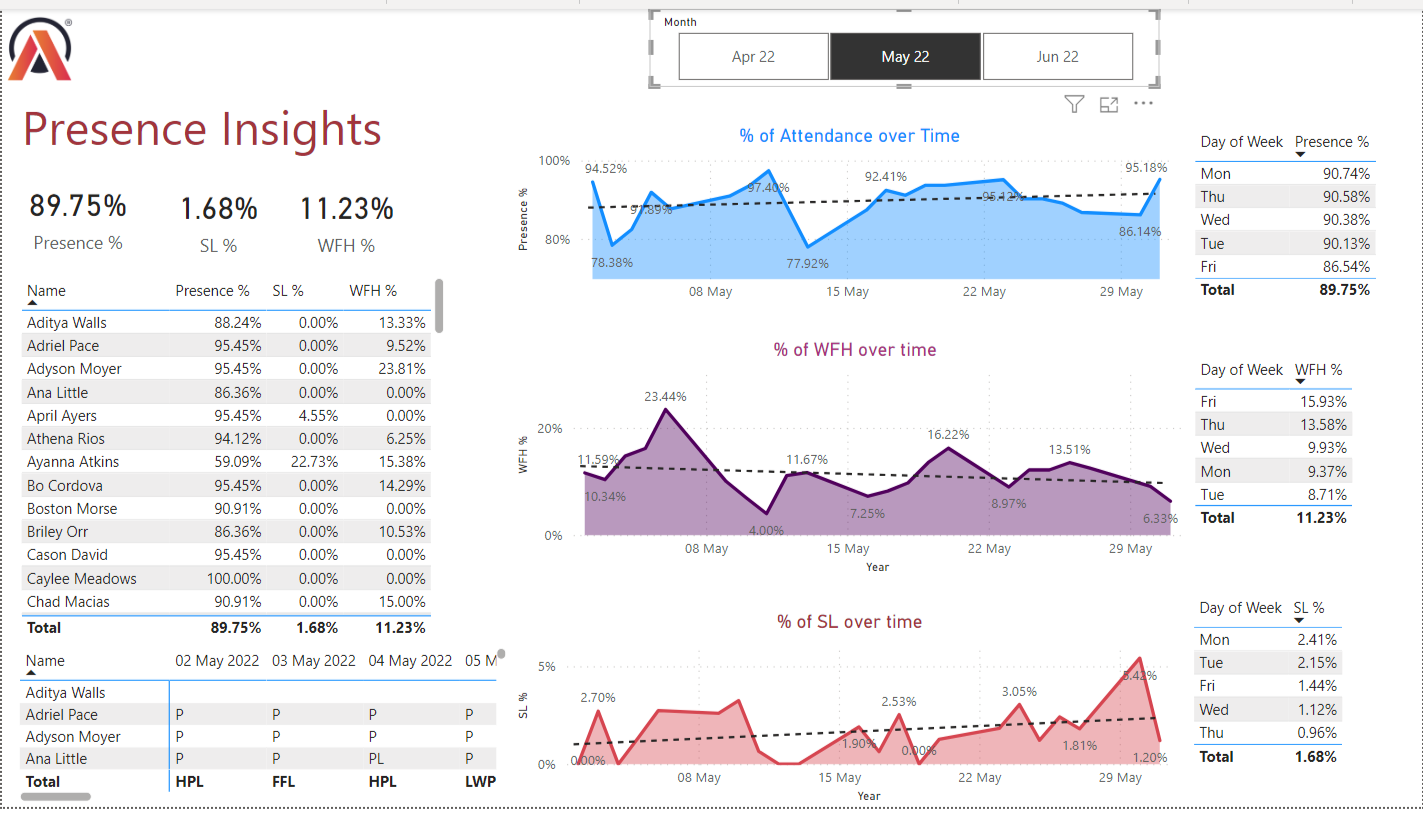 Month
Apr 22 May 22 Jun 22
®
Presence Insights
89.75% 1.68% 11.23%
Presence % SL % WFH %
Name Presence % SL % WFH %
Aditya Walls 88.24% 0.00% 13.33%
Adriel Pace 95.45% 0.00% 9.52%
Adyson Moyer 95.45% 0.00% 23.81%
Ana Little 86.36% 0.00% 0.00%
April Ayers 95.45% 4.55% 0.00%
Athena Rios 94.12% 0.00% 6.25%
Ayanna Atkins 59.09% 22.73% 15.38%
Bo Cordova 95.45% 0.00% 14.29%
Boston Morse 90.91% 0.00% 0.00%
Briley Orr 86.36% 0.00% 10.53%
Cason David 95.45% 0.00% 0.00%
Caylee Meadows 100.00% 0.00% 0.00%
Chad Macias 90.91% 0.00% 15.00%
Total 89.75% 1.68% 11.23%
Name 02 May 2022 03 May 2022 04 May 2022 05 M
Aditya Walls
Adriel Pace P P P P
Adyson Moyer P P P P
Ana Little P P PL P
Total HPL FFL HPL LWP
% of Attendance over Time
Presence %
100%
80%
94.52% 78.38% 91.89% 97.40% 77.92% 92.41% 95.12% 86.14% 95.18%
08 May 15 May 22 May 29 May
Day of Week Presence %
Mon 90.74%
Thu 90.58%
Wed 90.38%
Tue 90.13%
Fri 86.54%
Total 89.75%
% of WFH over time
WFH %
20%
0%
11.59% 10.34% 23.44% 4.00% 11.67% 7.25% 16.22% 8.97% 13.51% 6.33%
08 May 15 May 22 May 29 May
Year
Day of Week WFH %
Fri 15.93%
Thu 13.58%
Wed 9.93%
Mon 9.37%
Tue 8.71%
Total 11.23%
% of SL over time
SL %
5%
0%
0.00% 2.70% 1.90% 2.53% 0.00% 3.05% 1.81% 5.42% 1.20%
08 May 15 May 22 May 29 May
Year
Day of Week SL %
Mon 2.41%
Tue 2.15%
Fri 1.44%
Wed 1.12%
Thu 0.96%
Total 1.68%